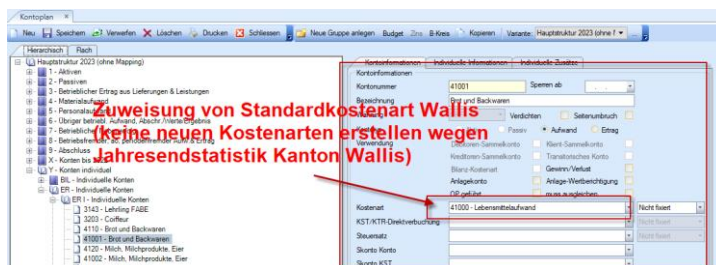 Kontoplan ×
Neu Speichern Verwerfen Löschen Drucken Schliessen Neue Gruppe anlegen Budget Zins B-Kreis Kopieren Variante: Hauptstruktur 2023 (ohne ...
Hierarchisch Flach
Hauptstruktur 2023 (ohne Mapping)
1 - Aktiven
2 - Passiven
3 - Betrieblicher Ertrag aus Lieferungen & Leistungen
4 - Materialaufwand
5 - Personalaufwand
6 - Übriger betriebl. Aufwand, Abschr./Werte/Ergebnis
7 - Betrieblicher
8 - Betriebsfremder, ao, periodenfremder Aufw & Ertrag
9 - Abschluss
X - Konten bis
Y - Konten individuel
BIL - Individuelle Konten
ER - Individuelle Konten
ER I - Individuelle Konten
3143 - Lehrling FABE
3203 - Coiffeur
4110 - Brot und Backwaren
41001 - Brot und Backwaren
4120 - Milch, Milchprodukte, Eier
41002 - Milch, Milchprodukte, Eier
Zuweisung von Standardkostenart Wallis
(Keine neuen Kostenarten erstellen wegen
Jahresendstatistik Kanton Wallis)
Kontoinformationen Individuelle Informationen Individuelle Zusätze
Kontoinformationen
Kontonummer 41001 Sperren ab . .
Bezeichnung Brot und Backwaren
Verdichten Seitenumbruch
Passiv Aufwand Ertrag
Verwendung Debitoren-Sammelkonto Klient-Sammelkonto
Kreditoren-Sammelkonto Transitorisches Konto
Bilanz-Kostenart Gewinn/Verlust
Anlagekonto Anlage-Wertberichtigung
OP geführt muss ausgleichen
Kostenart 41000 - Lebensmittelaufwand Nicht fixiert
KST/KTR-Direktverbuchung Nicht fixiert
Steuersatz Nicht fixiert
Skonto Konto
Skonto KST